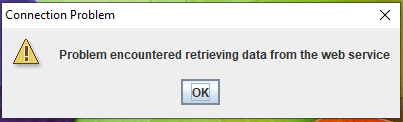 Connection Problem
Problem encountered retrieving data from the web service
OK